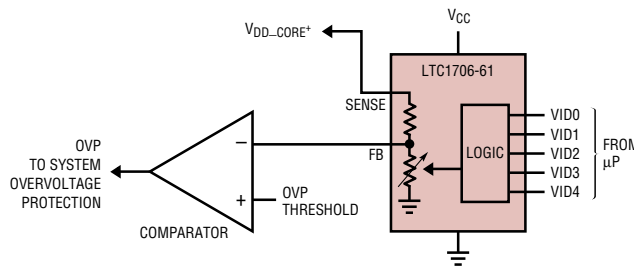 VCC
VDD_CORE+
LTC1706-61
SENSE
VID0
VID1
VID2
VID3
VID4
FROM
µP
LOGIC
FB
OVP
TO SYSTEM
OVERVOLTAGE
PROTECTION
−
+
OVP
THRESHOLD
COMPARATOR